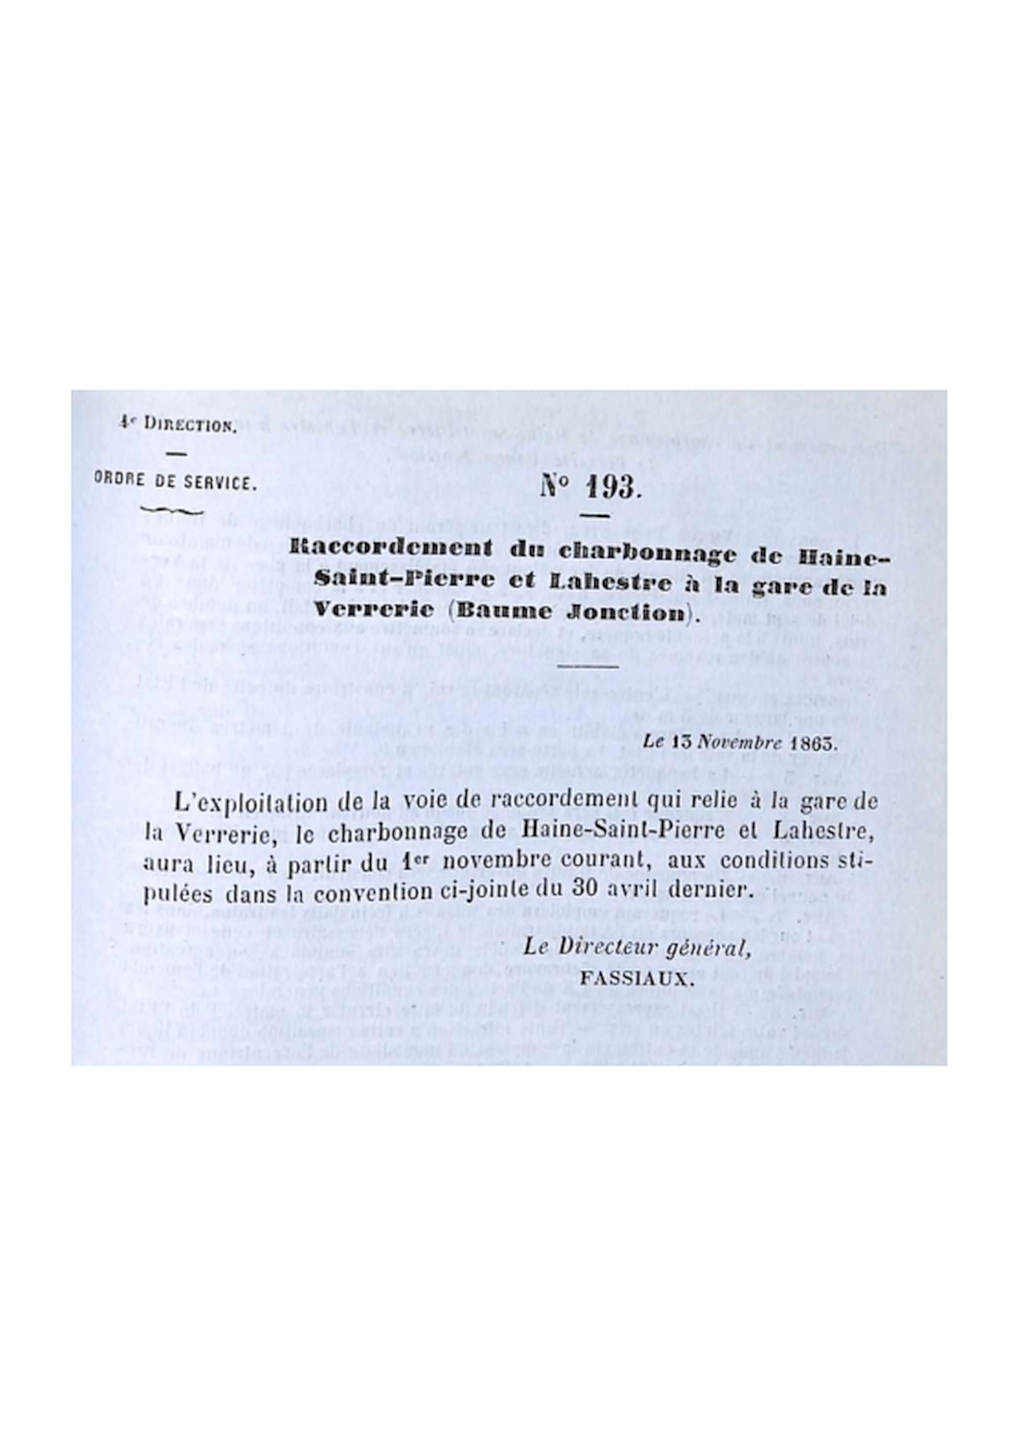 4e DIRECTION.
ORDRE DE SERVICE.
No 193.
Raccordement du charbonnage de Haine-
Saint-Pierre et Lahestre à la gare de la
Verrerie (Baume Jonction).
Le 13 Novembre 1863.
L'exploitation de la voie de raccordement qui relie à la gare de
la Verrerie, le charbonnage de Haine-Saint-Pierre et Lahestre,
aura lieu, à partir du 1er novembre courant, aux conditions sti-
pulées dans la convention ci-jointe du 30 avril dernier.
Le Directeur général,
FASSIAUX.